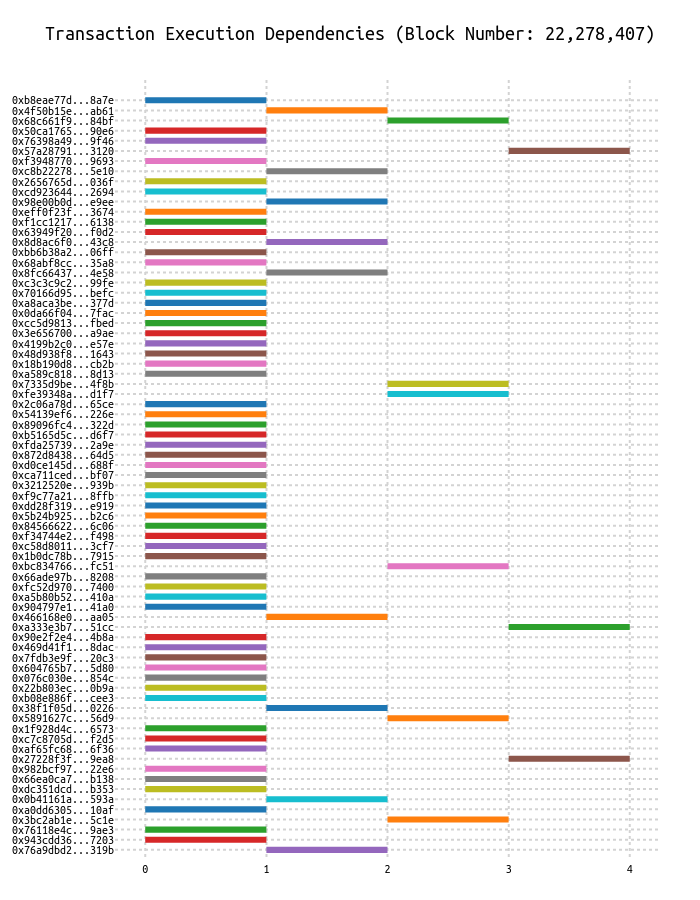 Transaction Execution Dependencies (Block Number: 22,278,407)
0xb8eae77d...8a7e
0x4f50b15e...ab61
0x68c661f9...84bf
0x50ca1765...90e6
0x76398a49...9f46
0x57a28791...3120
0xf3948770...9693
0xc8b22278...5e10
0x2656765d...036f
0xcd923644...2694
0x98e00b0d...e9ee
0xeff0f23f...3674
0xf1cc1217...6138
0x63949f20...f0d2
0x8d8ac6f0...43c8
0xbb6b38a2...06ff
0x68abf8cc...35a8
0x8fc66437...4e58
0xc3c3c9c2...99fe
0x70166d95...befc
0xa8aca3be...377d
0x0da66f04...7fac
0xcc5d9813...fbed
0x3e656700...a9ae
0x4199b2c0...e57e
0x48d938f8...1643
0x18b190d8...cb2b
0xa589c818...8d13
0x7335d9be...4f8b
0xfe39348a...d1f7
0x2c06a78d...65ce
0x54139ef6...226e
0x89096fc4...322d
0xb5165d5c...d6f7
0xfda25739...2a9e
0x872d8438...64d5
0xd0ce145d...688f
0xca711ced...bf07
0x3212520e...939b
0xf9c77a21...8ffb
0xdd28f319...e919
0x5b24b925...b2c6
0x84566622...6c06
0xf34744e2...f498
0xc58d8011...3cf7
0x1b0dc78b...7915
0xbc834766...fc51
0x66ade97b...8208
0xfc52d970...7400
0xa5b80b52...410a
0x904797e1...41a0
0x466168e0...aa05
0xa333e3b7...51cc
0x90e2f2e4...4b8a
0x469d41f1...8dac
0x7fdb3e9f...20c3
0x604765b7...5d80
0x076c030e...854c
0x22b803ec...0b9a
0xb08e886f...cee3
0x38f1f05d...0226
0x5891627c...56d9
0x1f928d4c...6573
0xc7c8705d...f2d5
0xaf65fc68...6f36
0x27228f3f...9ea8
0x982bcf97...22e6
0x66ea0ca7...b138
0xdc351dcd...b353
0x0b41161a...593a
0xa0dd6305...10af
0x3bc2ab1e...5c1e
0x76118e4c...9ae3
0x943cdd36...7203
0x76a9dbd2...319b
0 1 2 3 4